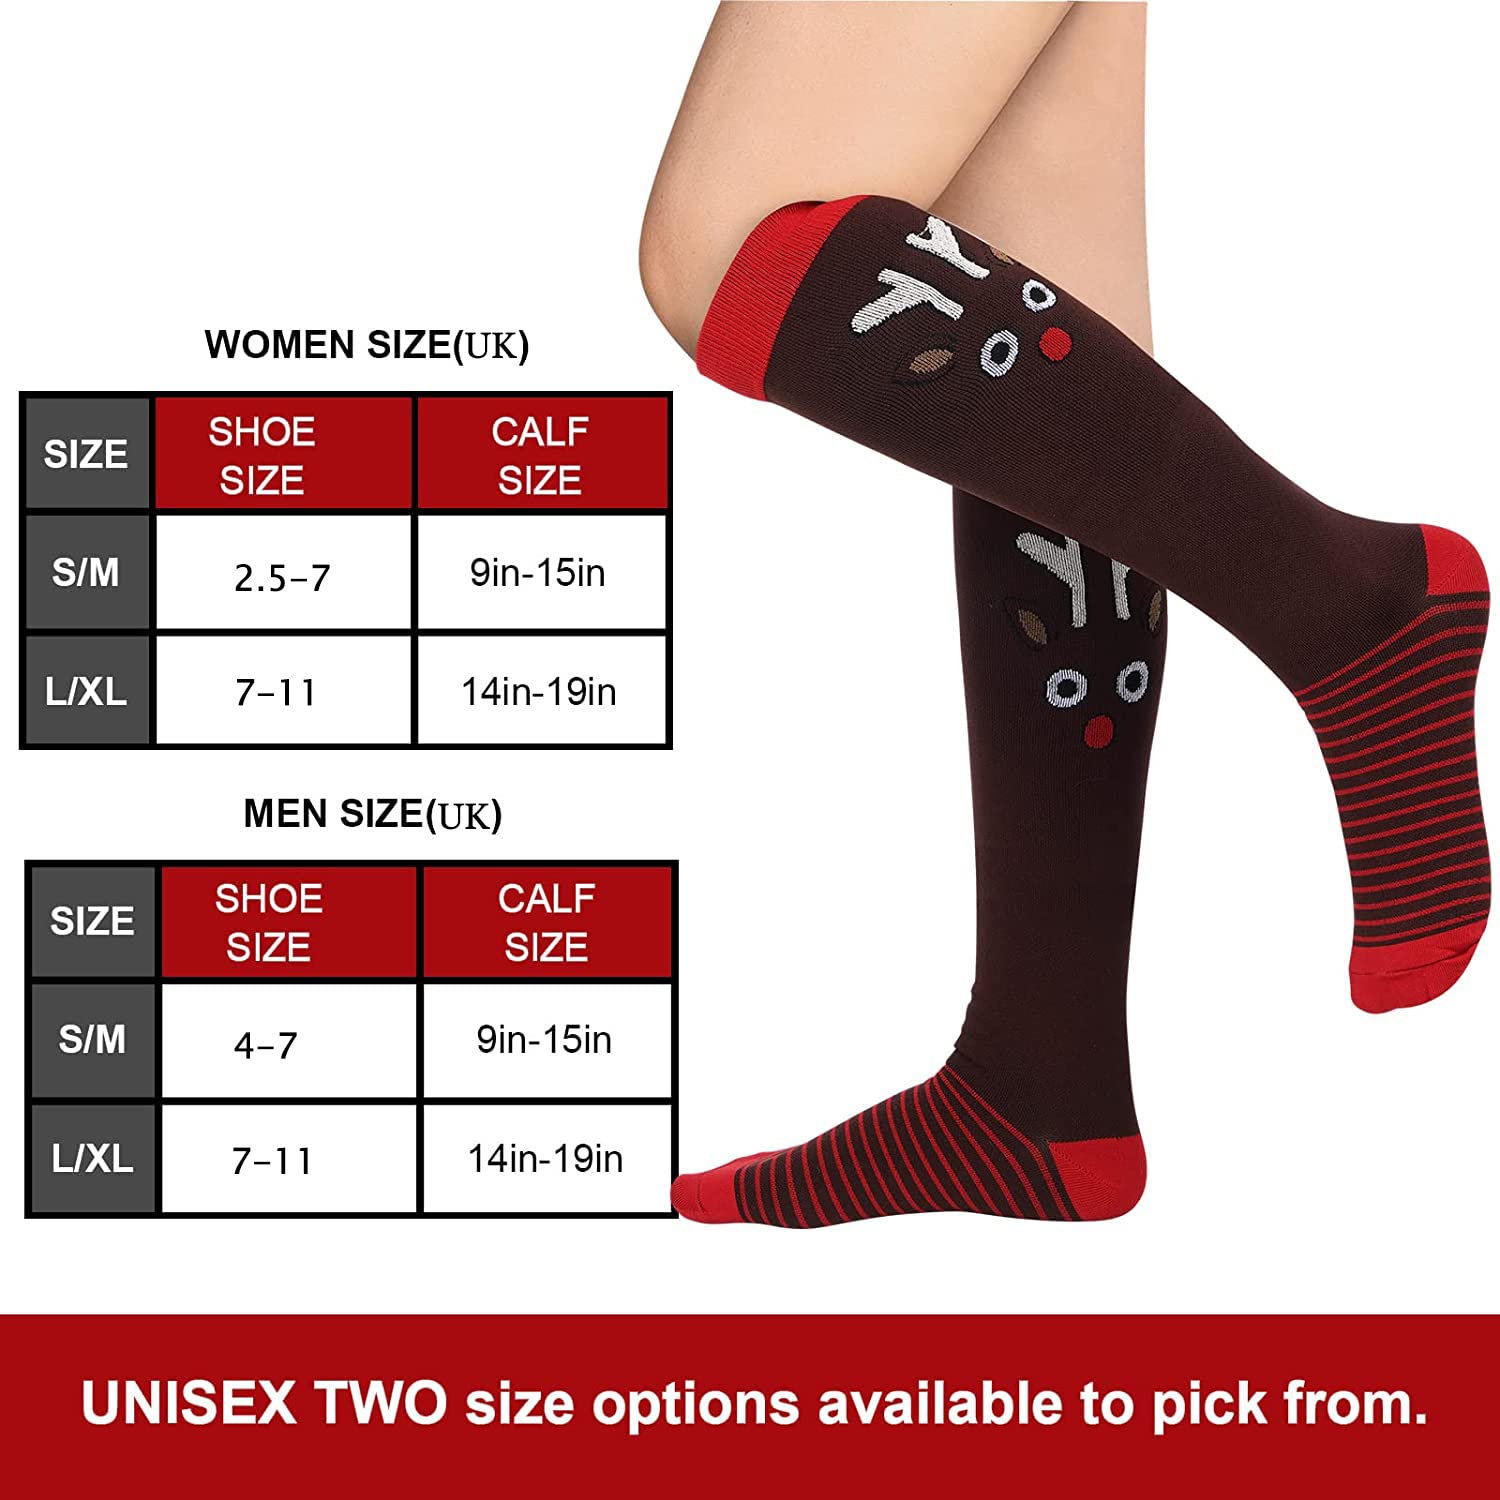 WOMEN SIZE(UK)
SIZE
SHOE
SIZE
CALF
SIZE
S/M
2.5–7
9in-15in
L/XL
7–11
14in-19in
MEN SIZE(UK)
SIZE
SHOE
SIZE
CALF
SIZE
S/M
4–7
9in-15in
L/XL
7–11
14in-19in
UNISEX TWO size options available to pick from.